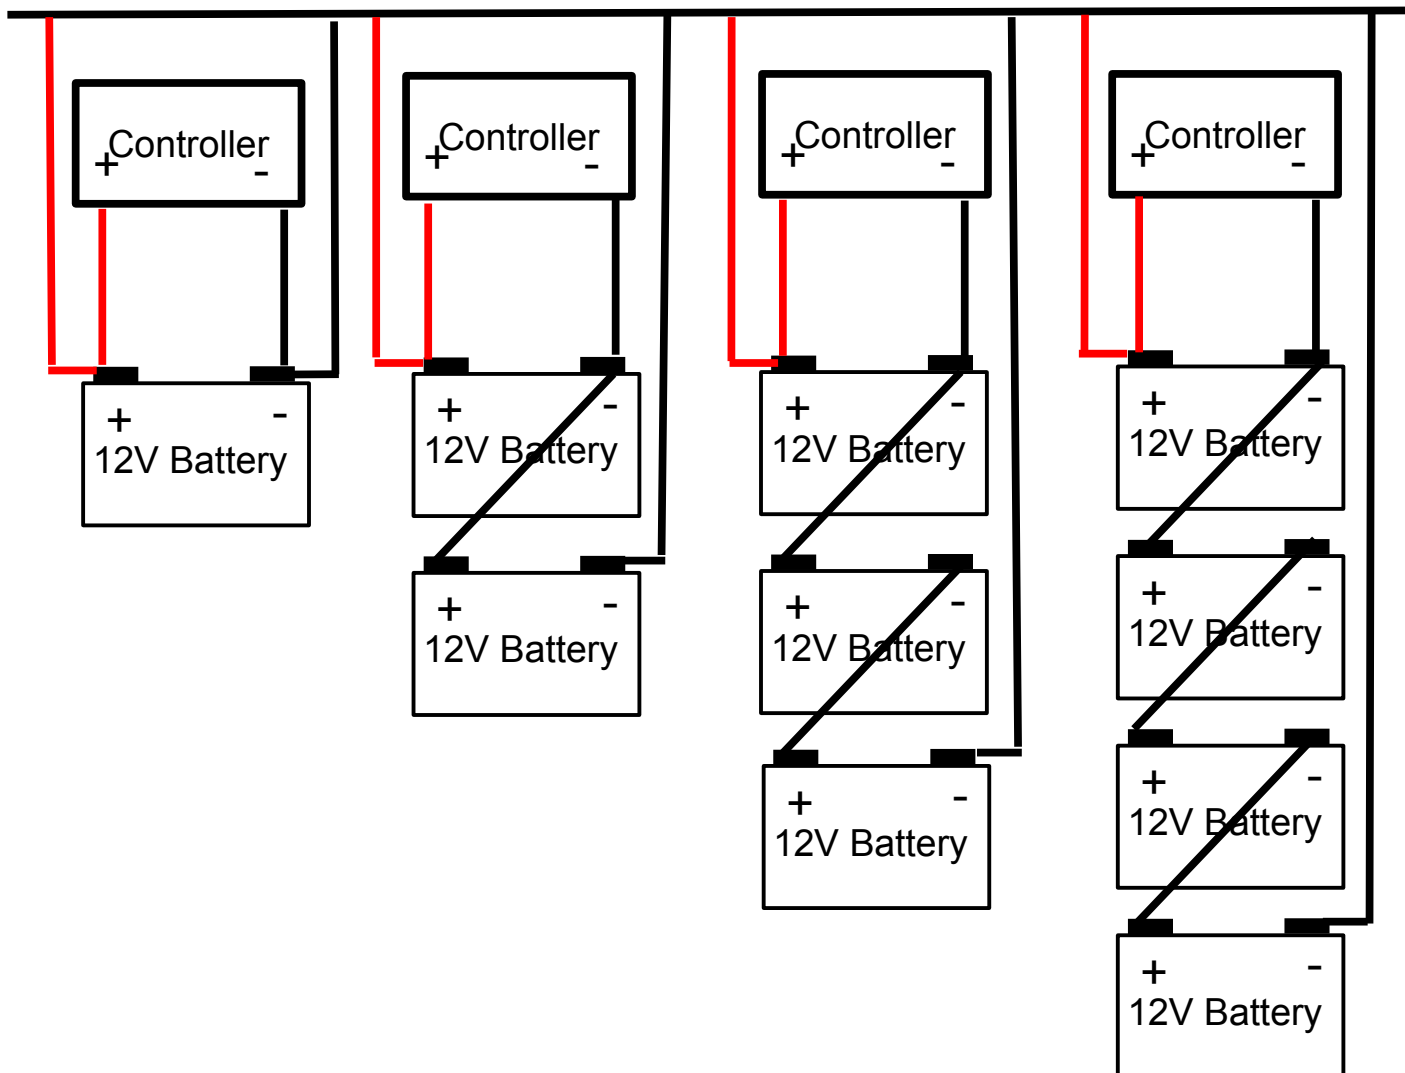 Controller
+ -
Controller
+ -
Controller
+ -
Controller
+ -
+ -
12V Battery
+ -
12V Battery
+ -
12V Battery
+ -
12V Battery
+ -
12V Battery
+ -
12V Battery
+ -
12V Battery
+ -
12V Battery
+ -
12V Battery
+ -
12V Battery